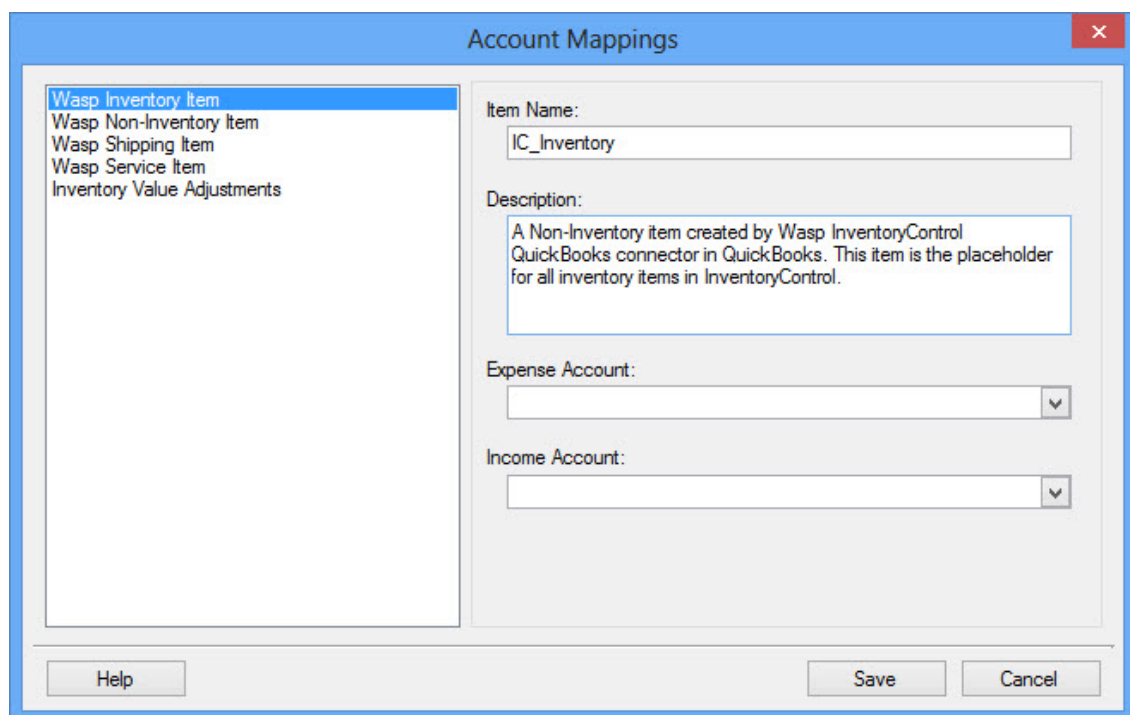 Account Mappings
Wasp Inventory Item
Wasp Non-Inventory Item
Wasp Shipping Item
Wasp Service Item
Inventory Value Adjustments
Item Name:
IC_Inventory
Description:
A Non-Inventory item created by Wasp InventoryControl
QuickBooks connector in QuickBooks. This item is the placeholder
for all inventory items in InventoryControl.
Expense Account:
Income Account:
Help
Save
Cancel